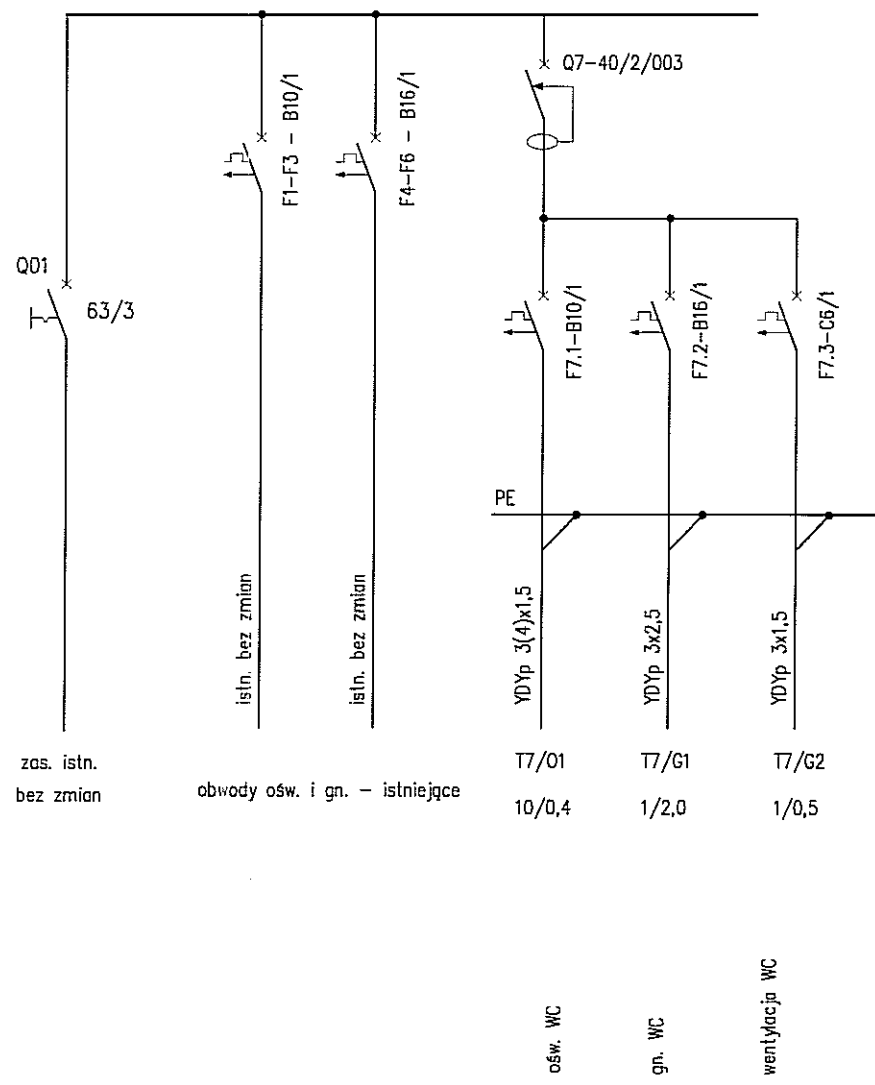 Q7-40/2/003
F1-F3 - B10/1
F4-F6 - B16/1
Q01
63/3
F7.1-B10/1
F7.2-B16/1
F7.3-C6/1
PE
istn. bez zmian
istn. bez zmian
YDYp 3(4)x1,5
YDYp 3x2,5
YDYp 3x1,5
zas. istn.
bez zmian
obwody ośw. i gn. – istniejące
T7/O1
T7/G1
T7/G2
10/0,4
1/2,0
1/0,5
ośw. WC
gn. WC
wentylacja WC